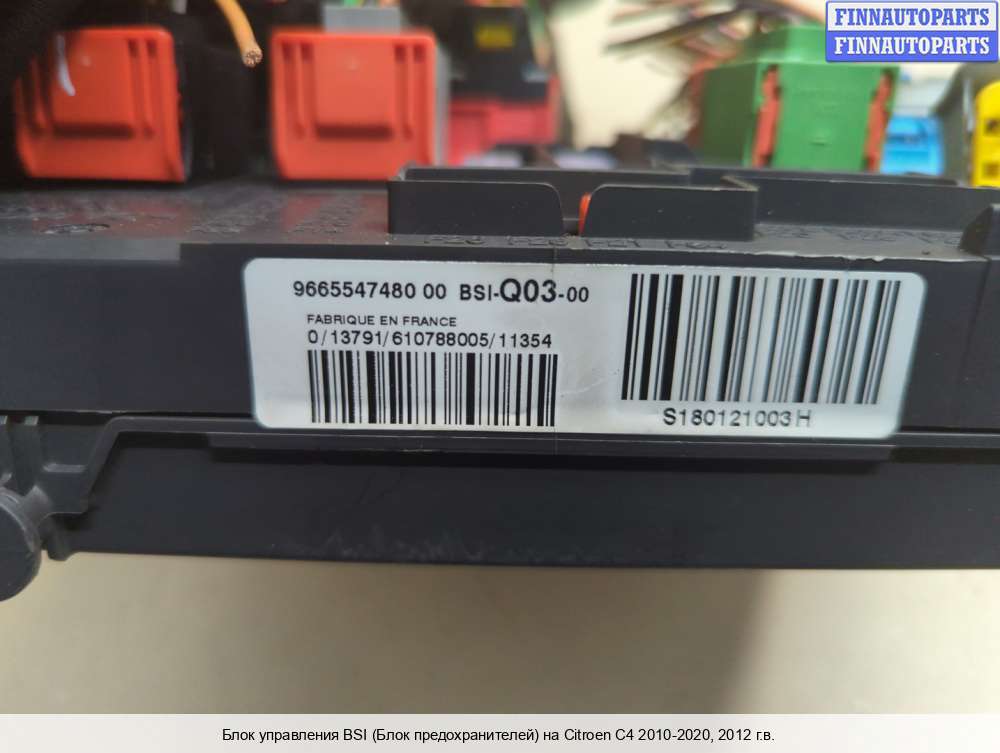 FINNAUTOPARTS
FINNAUTOPARTS
9665547480 00 BSI-Q03-00
FABRIQUE EN FRANCE
0/13791/610788005/11354
S180121003H
Блок управления BSI (Блок предохранителей) на Citroen C4 2010-2020, 2012 г.в.